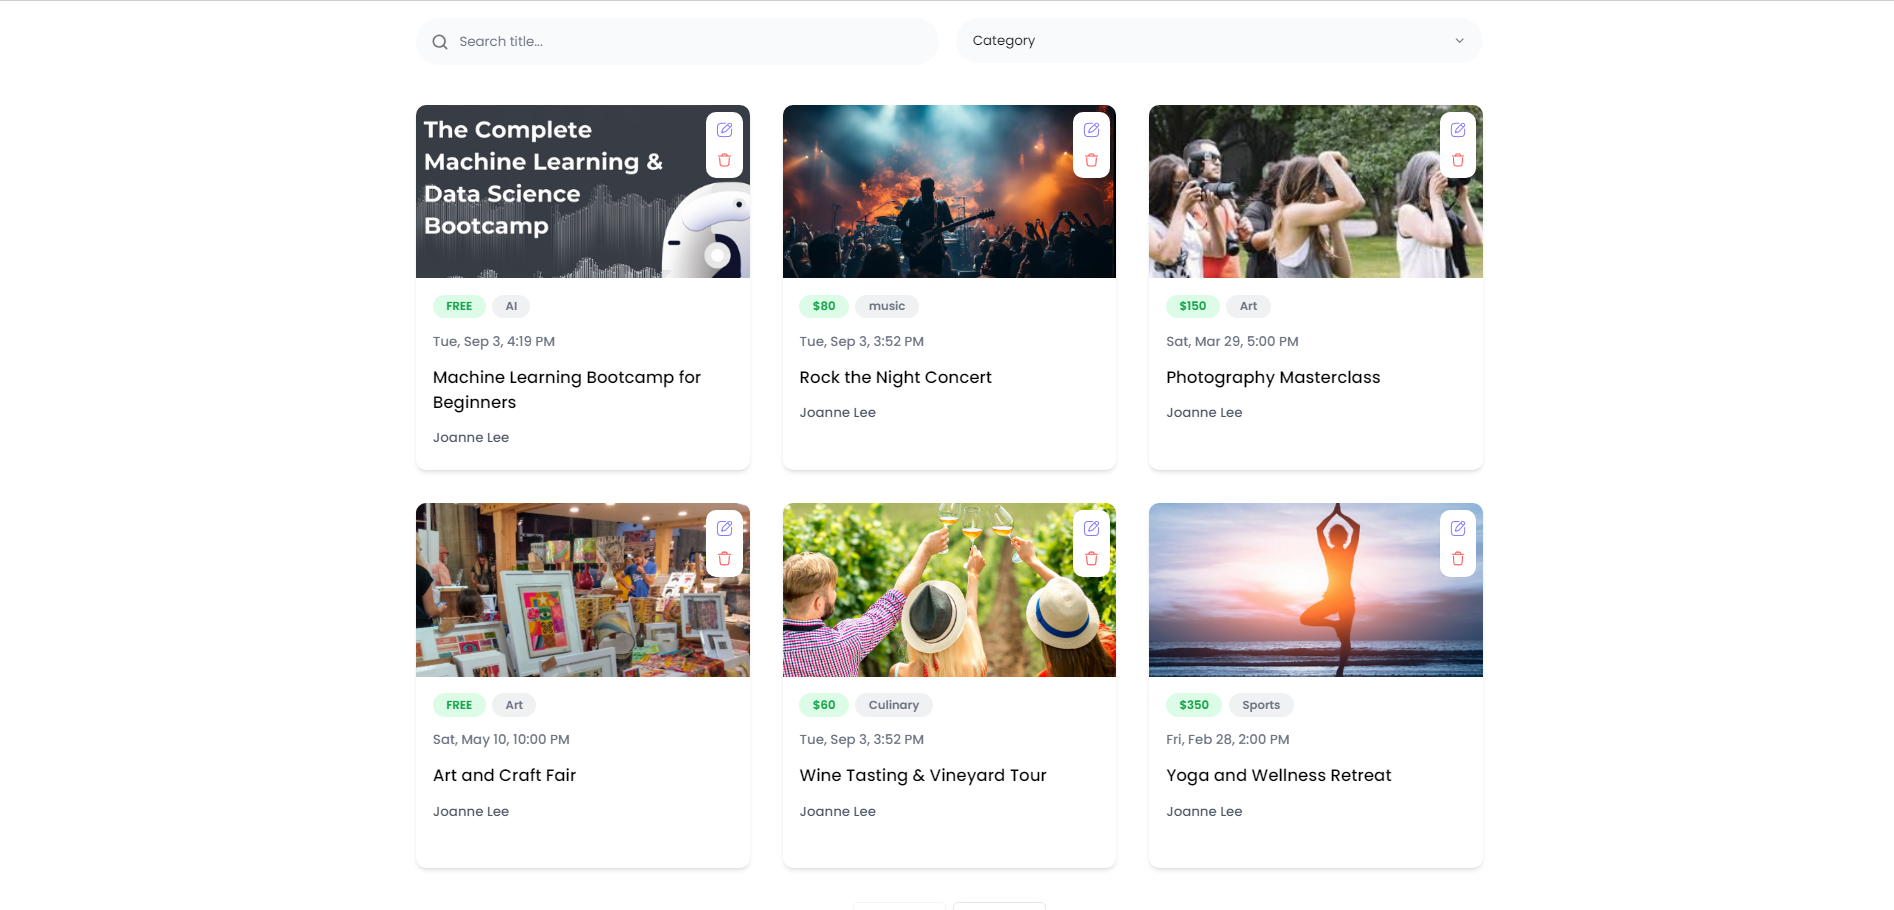 Search title...
Category
The Complete
Machine Learning &
Data Science
Bootcamp
FREE
AI
Tue, Sep 3, 4:19 PM
Machine Learning Bootcamp for
Beginners
Joanne Lee
$80
music
Tue, Sep 3, 3:52 PM
Rock the Night Concert
Joanne Lee
$150
Art
Sat, Mar 29, 5:00 PM
Photography Masterclass
Joanne Lee
FREE
Art
Sat, May 10, 10:00 PM
Art and Craft Fair
Joanne Lee
$60
Culinary
Tue, Sep 3, 3:52 PM
Wine Tasting & Vineyard Tour
Joanne Lee
$350
Sports
Fri, Feb 28, 2:00 PM
Yoga and Wellness Retreat
Joanne Lee